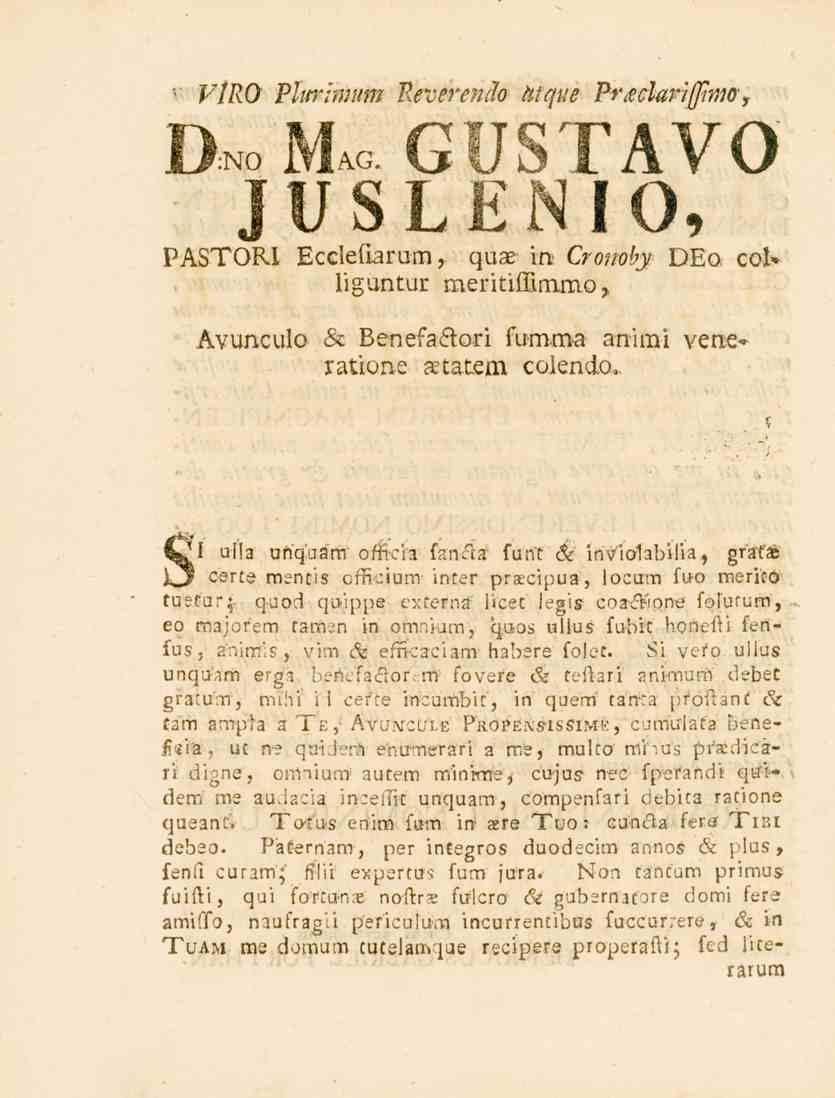 VIRO Plurimum Reverendo atque Præclarissimo,
D:NO MAG. GUSTAVO
JUSLENIO,
PASTORI Ecclesiarum, quæ in Cronoby DEo col-
liguntur meritissimmo,
Avunculo & Benefactori summa animi vene-
ratione ætatem colendo.
SI ulla unquam officia sancta sunt & inviolabilia, gratæ
certe mentis officium inter præcipua, locum suo merito
tuetur; quod quippe externa licet legis coactione solutum,
eo majorem tamen in omnium, quos ullus subit honesti sen-
sus, animis, vim & efficaciam habere solet. Si vero ullus
unquam erga benefactorem fovere & testari animum debet
gratum, mihi id certe incumbit, in quem tanta prostant &
tam ampla a TE, AVUNCULE PROPENSISSIME, cumulata bene-
ficia, ut ne quidem enumerari a me, multo minus prædica-
ri digne, omnium autem minime, cujus nec sperandi qui-
dem me audacia incessit unquam, compensari debita ratione
queant. Totus enim sum in ære TUO: cuncta fere TIBI
debeo. Paternam, per integros duodecim annos & plus,
sensi curam; filii expertus sum jura. Non tantum primus
fuisti, qui fortunæ nostræ fulcro & gubernatore domi fere
amisso, naufragii periculum incurrentibus succurrere, & in
TUAM me domum tutelamque recipere properasti; sed lite-
rarum